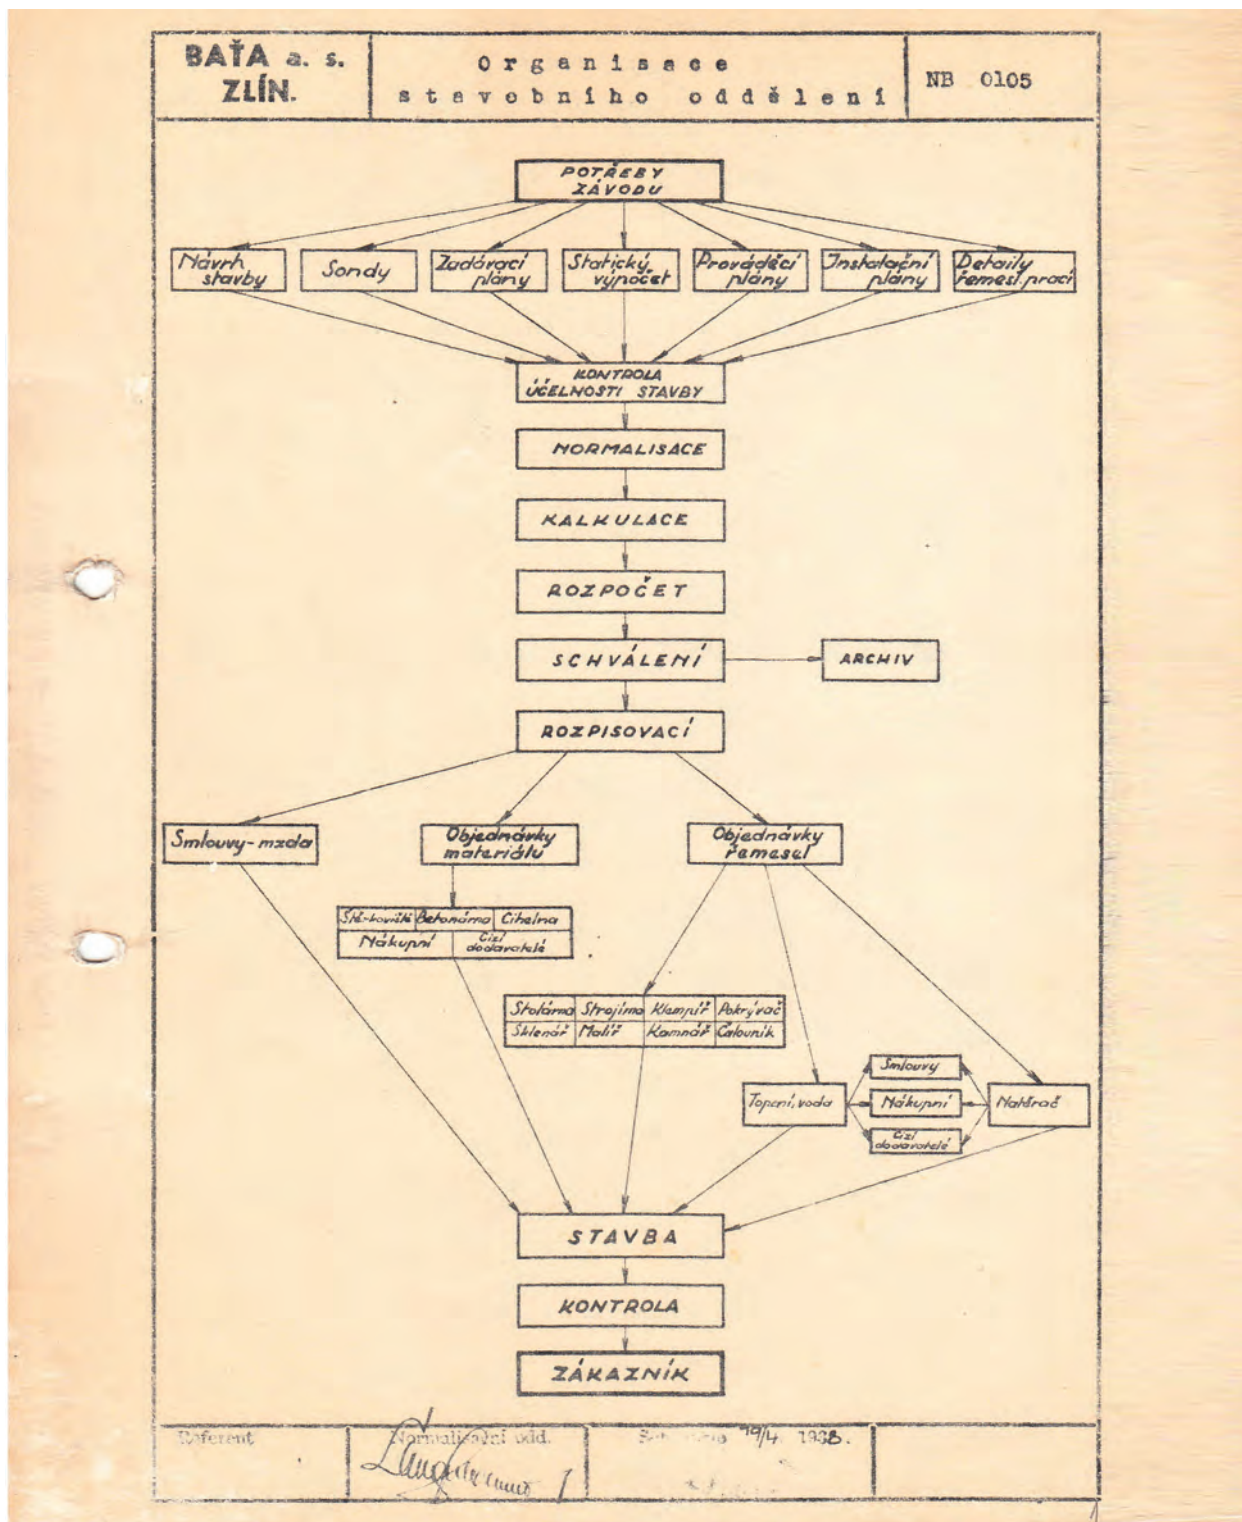 BAŤA a. s.
ZLÍN.
Organisace
stavebního oddělení
NB 0105
POTŘEBY
ZÁVODU
Návrh
stavby
Sondy
Zadávací
plány
Statický
výpočet
Prováděcí
plány
Instalační
plány
Detaily
řemesl. prací
KONTROLA
ÚČELNOSTI STAVBY
NORMALISACE
KALKULACE
ROZPOČET
SCHVÁLENÍ
ARCHIV
ROZPISOVACÍ
Smlouvy-mzda
Objednávky
materiálu
Objednávky
řemesel
Betonárna
Cihelna
Nákupní
Cizí
dodavatelé
Stolárna
Strojírna
Klempíř
Pokrývač
Sklenář
Malíř
Kamnář
Čalouník
Topení, voda
Smlouvy
Nákupní
Cizí
dodavatelé
Natěrač
STAVBA
KONTROLA
ZÁKAZNÍK
Referent
Normalisační odd.
19/4. 1938.